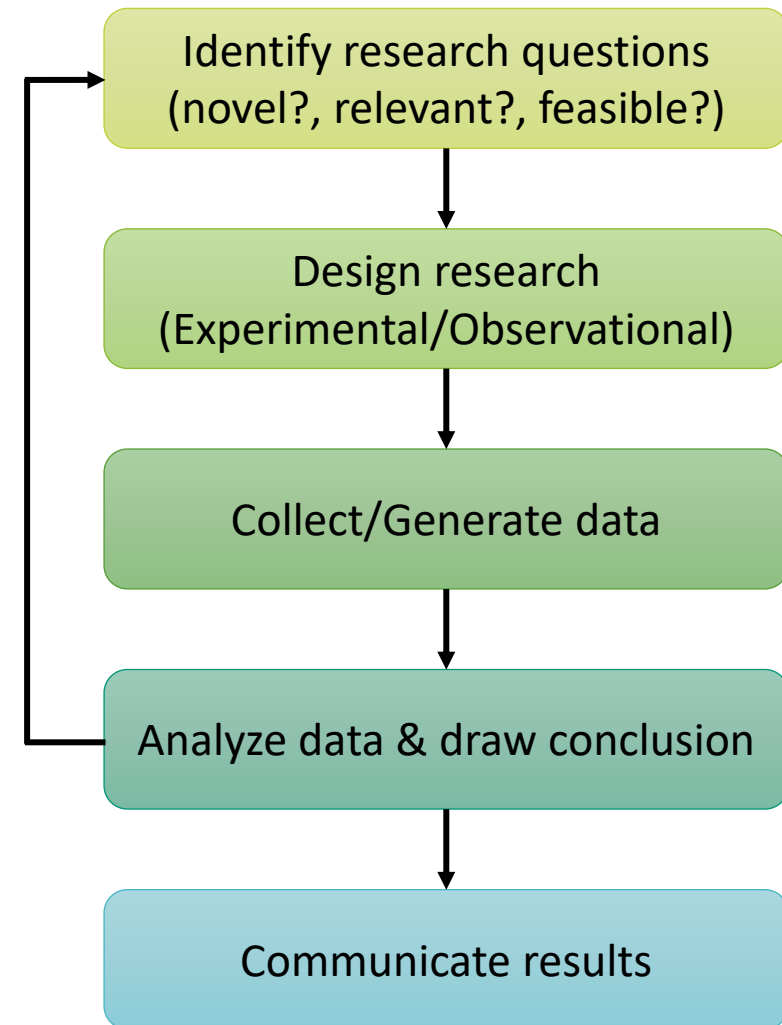 Identify research questions
(novel?, relevant?, feasible?)
Design research
(Experimental/Observational)
Collect/Generate data
Analyze data & draw conclusion
Communicate results